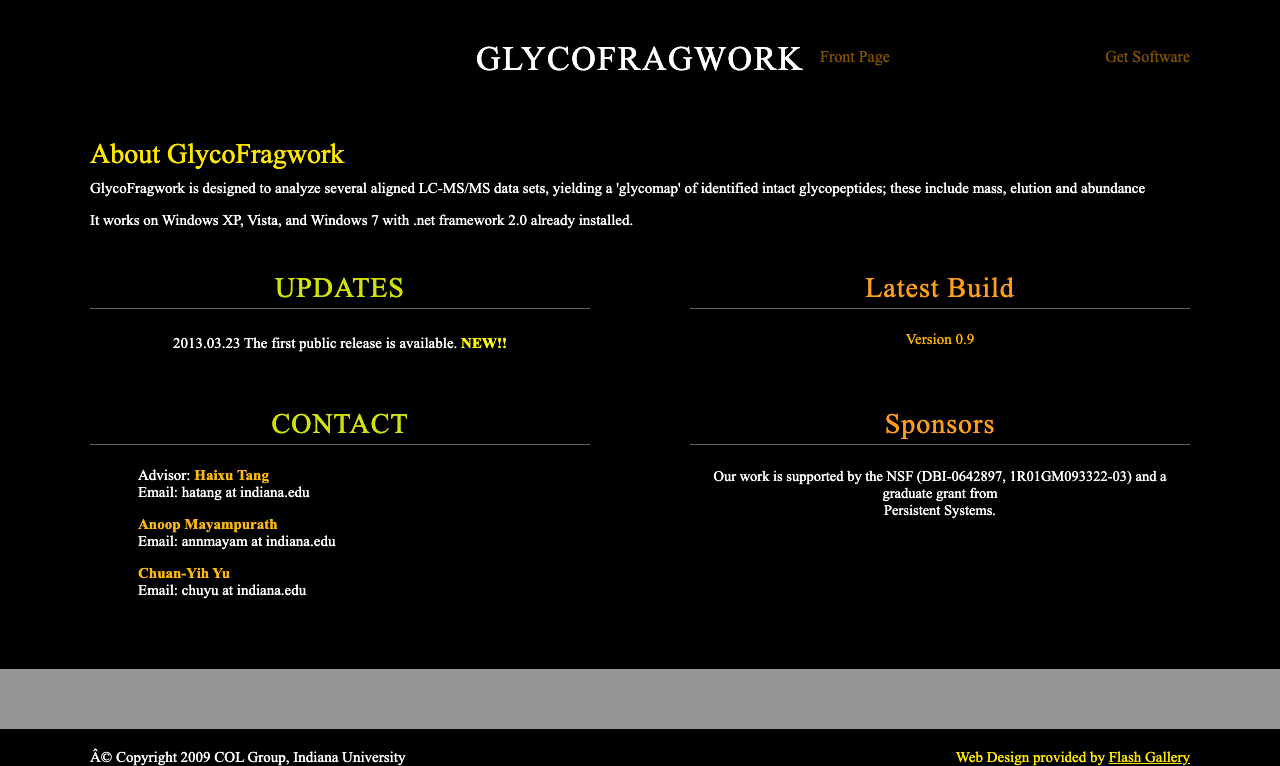 GLYCOFRAGWORK
Front Page
Get Software
About GlycoFragwork
GlycoFragwork is designed to analyze several aligned LC-MS/MS data sets, yielding a 'glycomap' of identified intact glycopeptides; these include mass, elution and abundance
It works on Windows XP, Vista, and Windows 7 with .net framework 2.0 already installed.
UPDATES
2013.03.23 The first public release is available. NEW!!
Latest Build
Version 0.9
CONTACT
Advisor: Haixu Tang
Email: hatang at indiana.edu
Anoop Mayampurath
Email: annmayam at indiana.edu
Chuan-Yih Yu
Email: chuyu at indiana.edu
Sponsors
Our work is supported by the NSF (DBI-0642897, 1R01GM093322-03) and a
graduate grant from
Persistent Systems.
Â© Copyright 2009 COL Group, Indiana University
Web Design provided by Flash Gallery